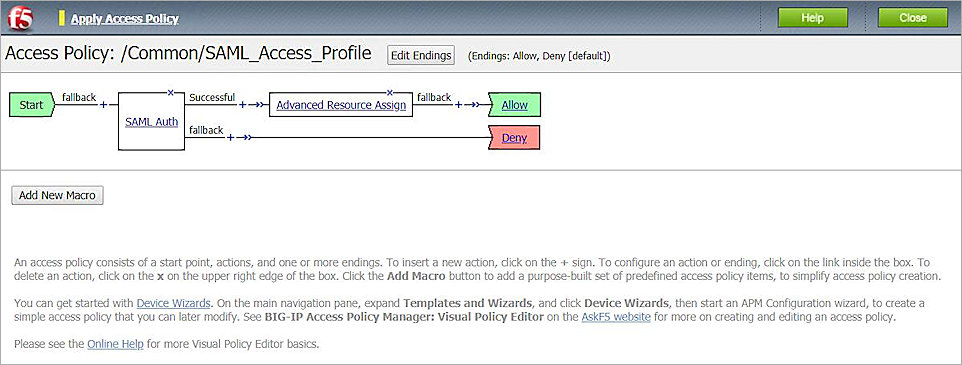 f5 Apply Access Policy Help Close
Access Policy: /Common/SAML_Access_Profile Edit Endings (Endings: Allow, Deny [default])
Start fallback + SAML Auth x Successful + Advanced Resource Assign x fallback + Allow
fallback + Deny
Add New Macro
An access policy consists of a start point, actions, and one or more endings. To insert a new action, click on the + sign. To configure an action or ending, click on the link inside the box. To
delete an action, click on the x on the upper right edge of the box. Click the Add Macro button to add a purpose-built set of predefined access policy items, to simplify access policy creation.
You can get started with Device Wizards. On the main navigation pane, expand Templates and Wizards, and click Device Wizards, then start an APM Configuration wizard, to create a
simple access policy that you can later modify. See BIG-IP Access Policy Manager: Visual Policy Editor on the AskF5 website for more on creating and editing an access policy.
Please see the Online Help for more Visual Policy Editor basics.